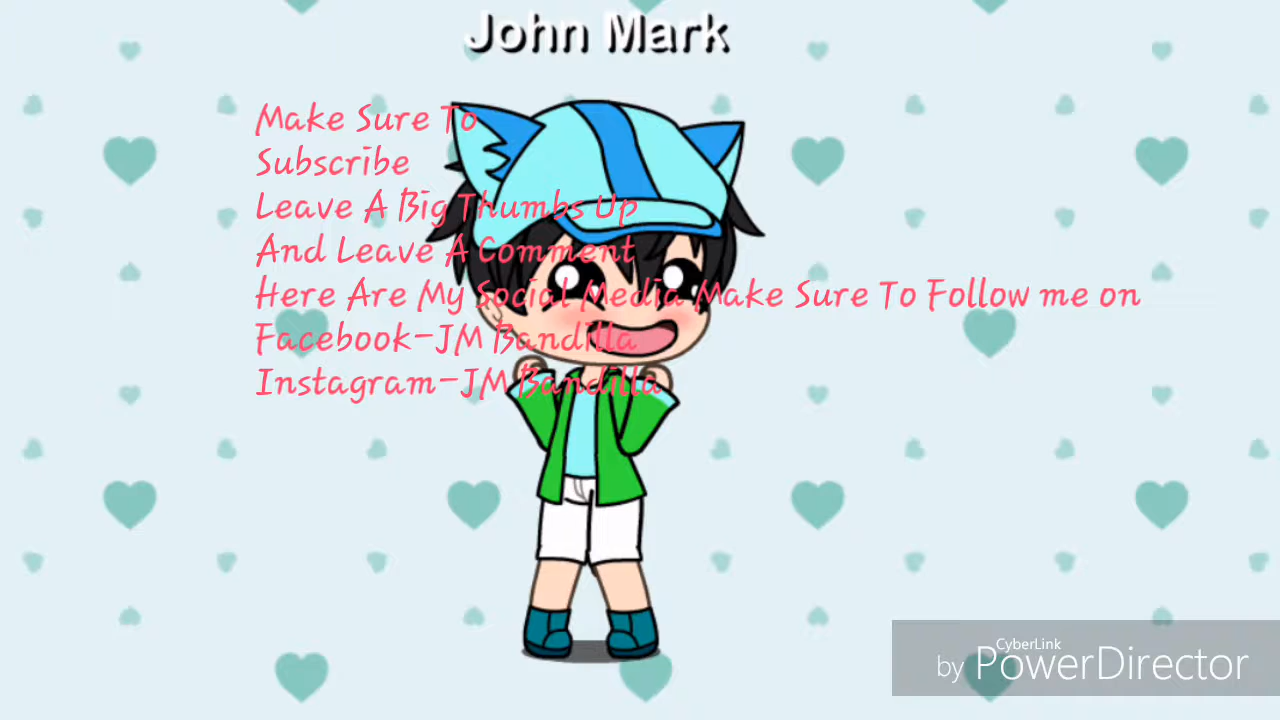 John Mark
Make Sure To
Subscribe
Leave A Big Thumbs Up
And Leave A Comment
Here Are My Social Media Make Sure To Follow me on
Facebook-JM Bandilla
Instagram-JM Bandilla
CyberLink
by PowerDirector